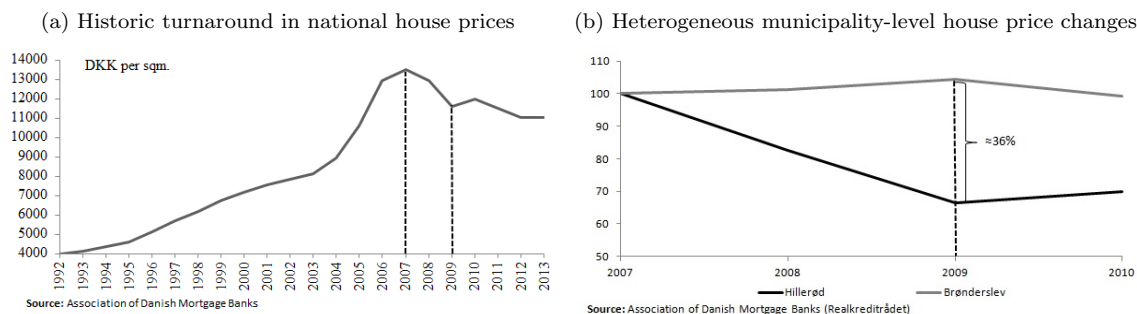 (a) Historic turnaround in national house prices
14000
13000
12000
11000
10000
9000
8000
7000
6000
5000
4000
DKK per sqm.
1992 1993 1994 1995 1996 1997 1998 1999 2000 2001 2002 2003 2004 2005 2006 2007 2008 2009 2010 2011 2012 2013
Source: Association of Danish Mortgage Banks
(b) Heterogeneous municipality-level house price changes
110
100
90
80
70
60
50
≈36%
2007 2008 2009 2010
Hillerød Brønderslev
Source: Association of Danish Mortgage Banks (Realkreditrådet)